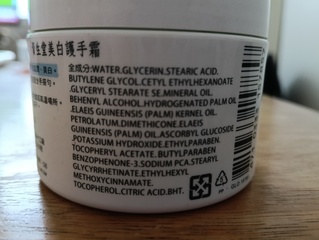 生堂美白護手霜
全成分:WATER.GLYCERIN.STEARIC ACID.
BUTYLENE GLYCOL.CETYL ETHYLHEXANOATE
.GLYCERYL STEARATE SE.MINERAL OIL.
BEHENYL ALCOHOL.HYDROGENATED PALM OIL
.ELAEIS GUINEENSIS (PALM) KERNEL OIL.
PETROLATUM.DIMETHICONE.ELAEIS
GUINEENSIS (PALM) OIL.ASCORBYL GLUCOSIDE
.POTASSIUM HYDROXIDE.ETHYLPARABEN.
TOCOPHERYL ACETATE.BUTYLPARABEN
BENZOPHENONE-3.SODIUM PCA.STEARYL
GLYCYRRHETINATE.ETHYLHEXYL
METHOXYCINNAMATE.
TOCOPHEROL.CITRIC ACID.BHT.
PP